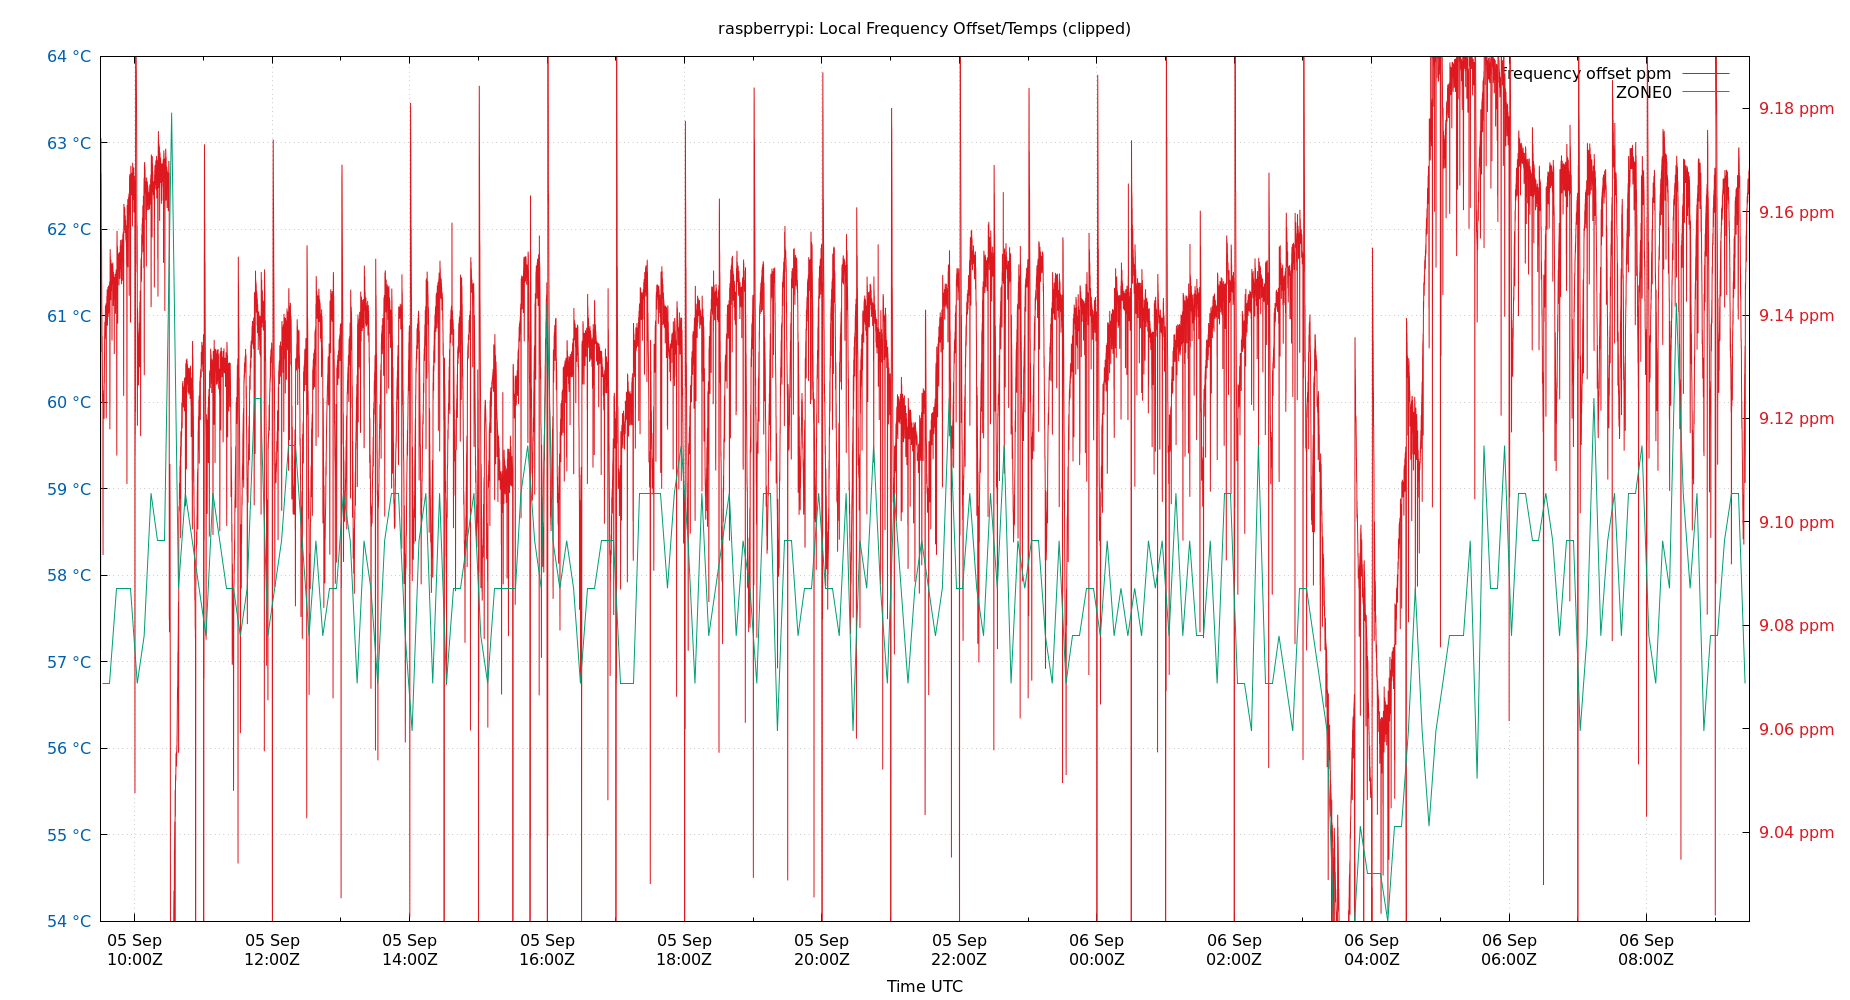 raspberrypi: Local Frequency Offset/Temps (clipped)
64 °C
63 °C
62 °C
61 °C
60 °C
59 °C
58 °C
57 °C
56 °C
55 °C
54 °C
frequency offset ppm
ZONE0
9.18 ppm
9.16 ppm
9.14 ppm
9.12 ppm
9.10 ppm
9.08 ppm
9.06 ppm
9.04 ppm
05 Sep 05 Sep 05 Sep 05 Sep 05 Sep 05 Sep 05 Sep 06 Sep 06 Sep 06 Sep 06 Sep 06 Sep
10:00Z 12:00Z 14:00Z 16:00Z 18:00Z 20:00Z 22:00Z 00:00Z 02:00Z 04:00Z 06:00Z 08:00Z
Time UTC